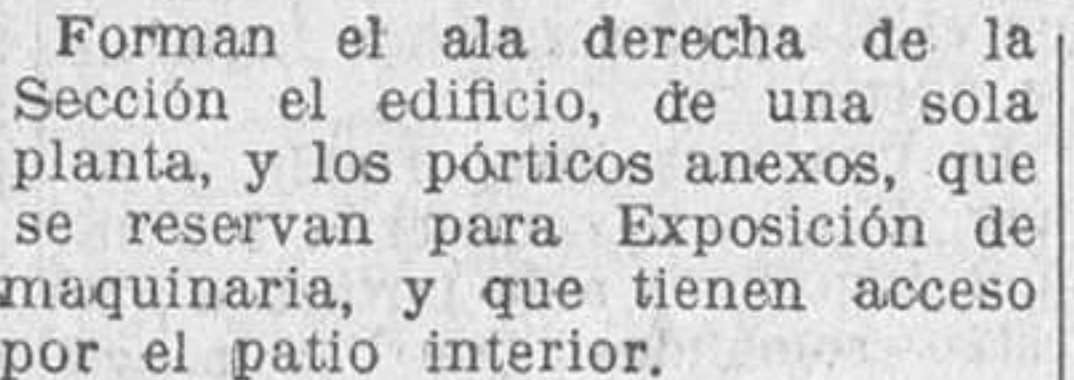 Forman el ala derecha de la
Sección el edificio, de una sola
planta, y los pórticos anexos, que
se reservan para Exposición de
maquinaria, y que tienen acceso
por el patio interior.